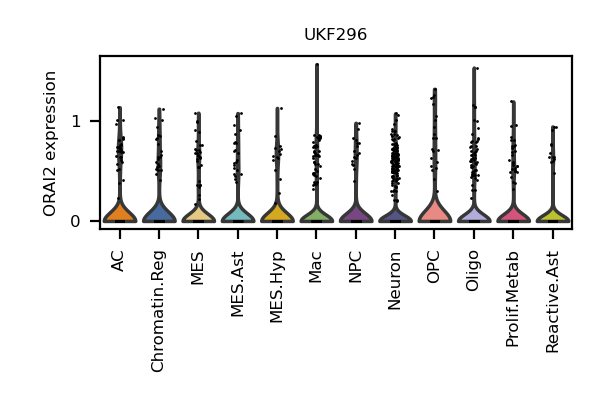 UKF296
ORAI2 expression
1
0
AC
Chromatin.Reg
MES
MES.Ast
MES.Hyp
Mac
NPC
Neuron
OPC
Oligo
Prolif.Metab
Reactive.Ast